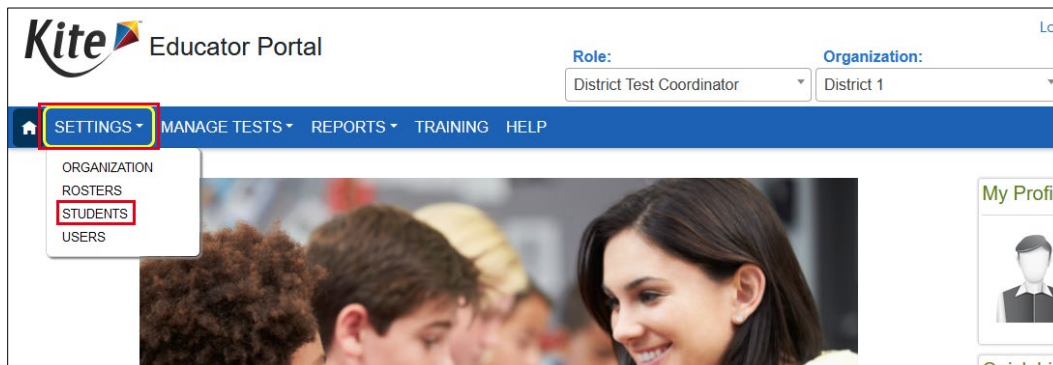 Lo
Kite Educator Portal
Role: Organization:
District Test Coordinator District 1
SETTINGS MANAGE TESTS REPORTS TRAINING HELP
ORGANIZATION
ROSTERS
STUDENTS
USERS
My Profi